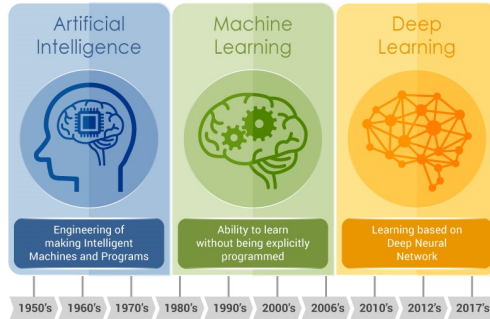 Artificial
Intelligence
Machine
Learning
Deep
Learning
Engineering of
making Intelligent
Machines and Programs
Ability to learn
without being explicitly
programmed
Learning based on
Deep Neural
Network
1950's 1960's 1970's 1980's 1990's 2000's 2006's 2010's 2012's 2017's